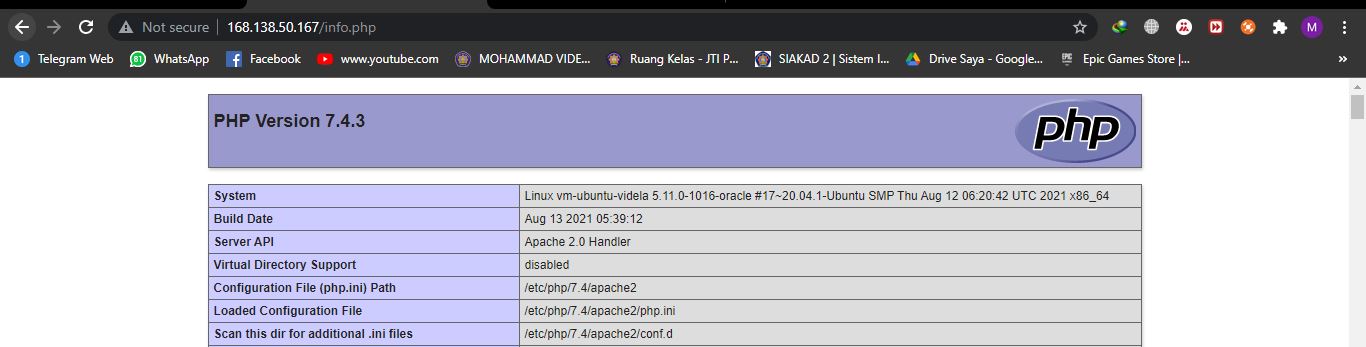 Not secure | 168.138.50.167/info.php
M
1 Telegram Web 81 WhatsApp Facebook www.youtube.com MOHAMMAD VIDE... Ruang Kelas - JTI P... SIAKAD 2 | Sistem I... Drive Saya - Google... EPIC GAMES Epic Games Store |... »
PHP Version 7.4.3
php
System Linux vm-ubuntu-videla 5.11.0-1016-oracle #17~20.04.1-Ubuntu SMP Thu Aug 12 06:20:42 UTC 2021 x86_64
Build Date Aug 13 2021 05:39:12
Server API Apache 2.0 Handler
Virtual Directory Support disabled
Configuration File (php.ini) Path /etc/php/7.4/apache2
Loaded Configuration File /etc/php/7.4/apache2/php.ini
Scan this dir for additional .ini files /etc/php/7.4/apache2/conf.d